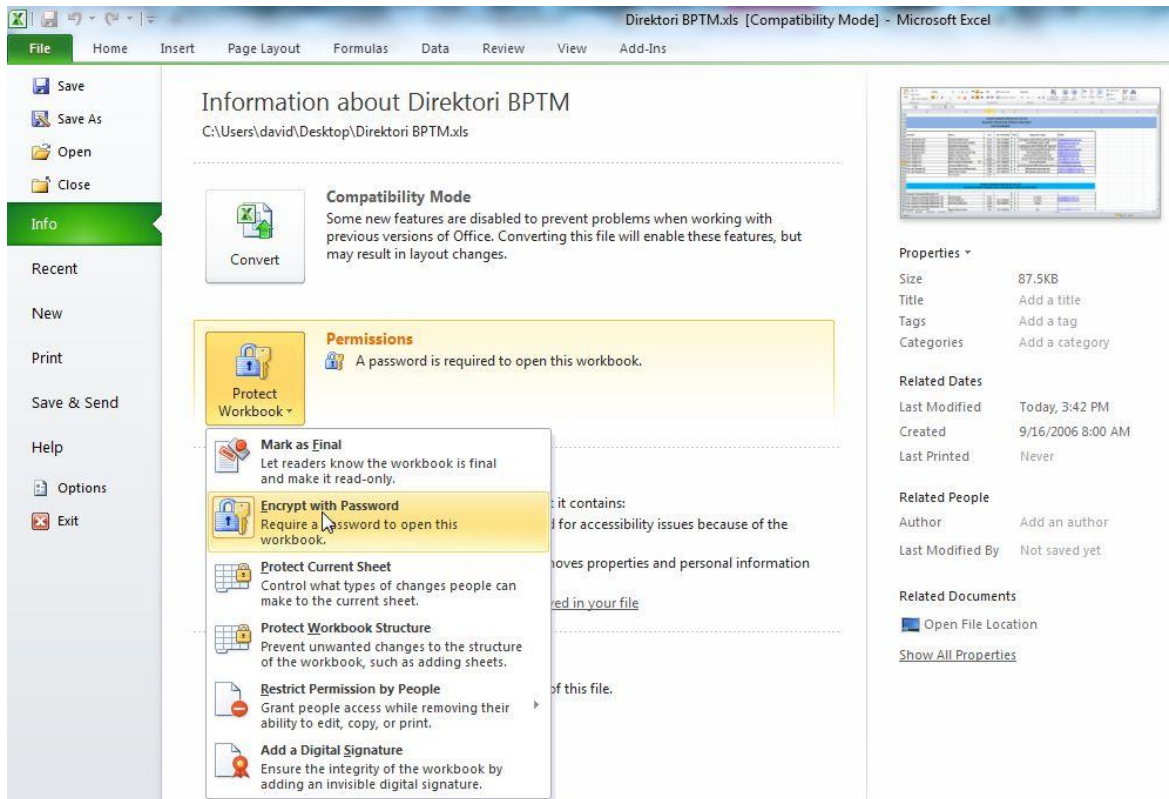 Direktori BPTM.xls [Compatibility Mode] - Microsoft Excel
File Home Insert Page Layout Formulas Data Review View Add-Ins
Save
Save As
Open
Close
Info
Recent
New
Print
Save & Send
Help
Options
Exit
Information about Direktori BPTM
C:\Users\david\Desktop\Direktori BPTM.xls
Convert
Compatibility Mode
Some new features are disabled to prevent problems when working with
previous versions of Office. Converting this file will enable these features, but
may result in layout changes.
Protect
Workbook
Permissions
A password is required to open this workbook.
Mark as Final
Let readers know the workbook is final
and make it read-only.
Encrypt with Password
Require a password to open this
workbook.
Protect Current Sheet
Control what types of changes people can
make to the current sheet.
Protect Workbook Structure
Prevent unwanted changes to the structure
of the workbook, such as adding sheets.
Restrict Permission by People
Grant people access while removing their
ability to edit, copy, or print.
Add a Digital Signature
Ensure the integrity of the workbook by
adding an invisible digital signature.
it contains:
for accessibility issues because of the
properties and personal information
in your file
of this file.
Properties
Size 87.5KB
Title Add a title
Tags Add a tag
Categories Add a category
Related Dates
Last Modified Today, 3:42 PM
Created 9/16/2006 8:00 AM
Last Printed Never
Related People
Author Add an author
Last Modified By Not saved yet
Related Documents
Open File Location
Show All Properties